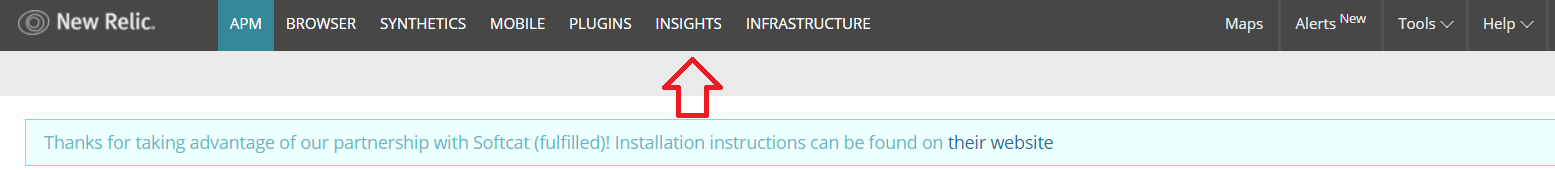 New Relic. APM BROWSER SYNTHETICS MOBILE PLUGINS INSIGHTS INFRASTRUCTURE Maps Alerts New Tools Help
Thanks for taking advantage of our partnership with Softcat (fulfilled)! Installation instructions can be found on their website